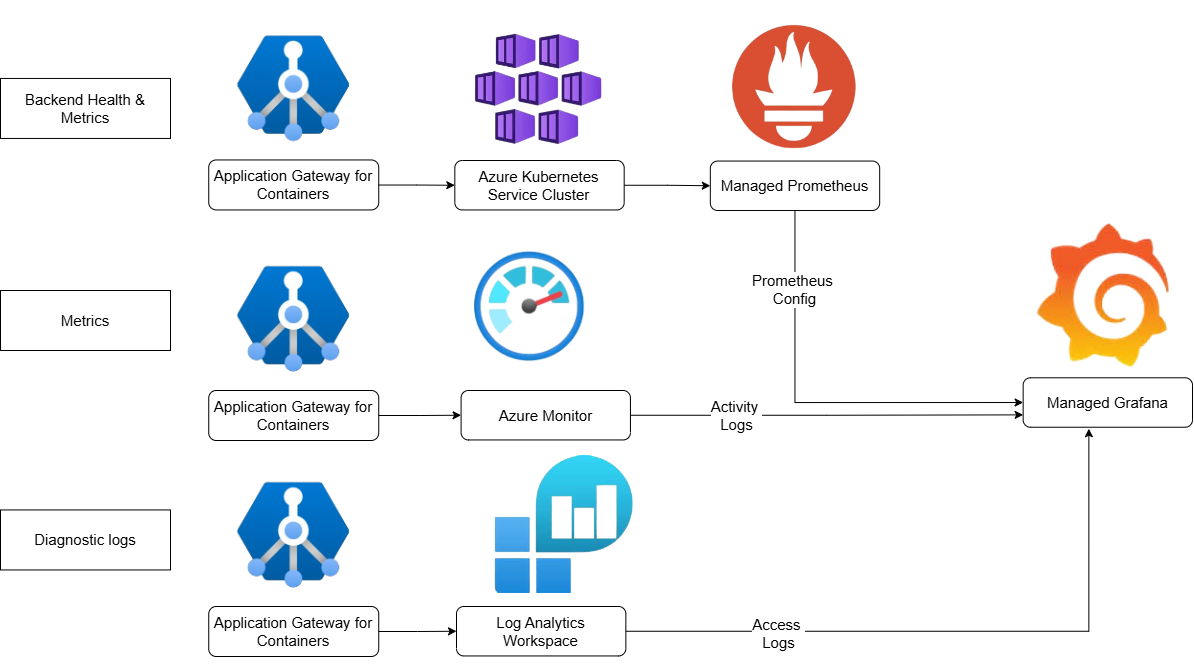 Backend Health &
Metrics
Application Gateway for
Containers
Azure Kubernetes
Service Cluster
Managed Prometheus
Prometheus
Config
Metrics
Application Gateway for
Containers
Azure Monitor
Activity
Logs
Managed Grafana
Diagnostic logs
Application Gateway for
Containers
Log Analytics
Workspace
Access
Logs